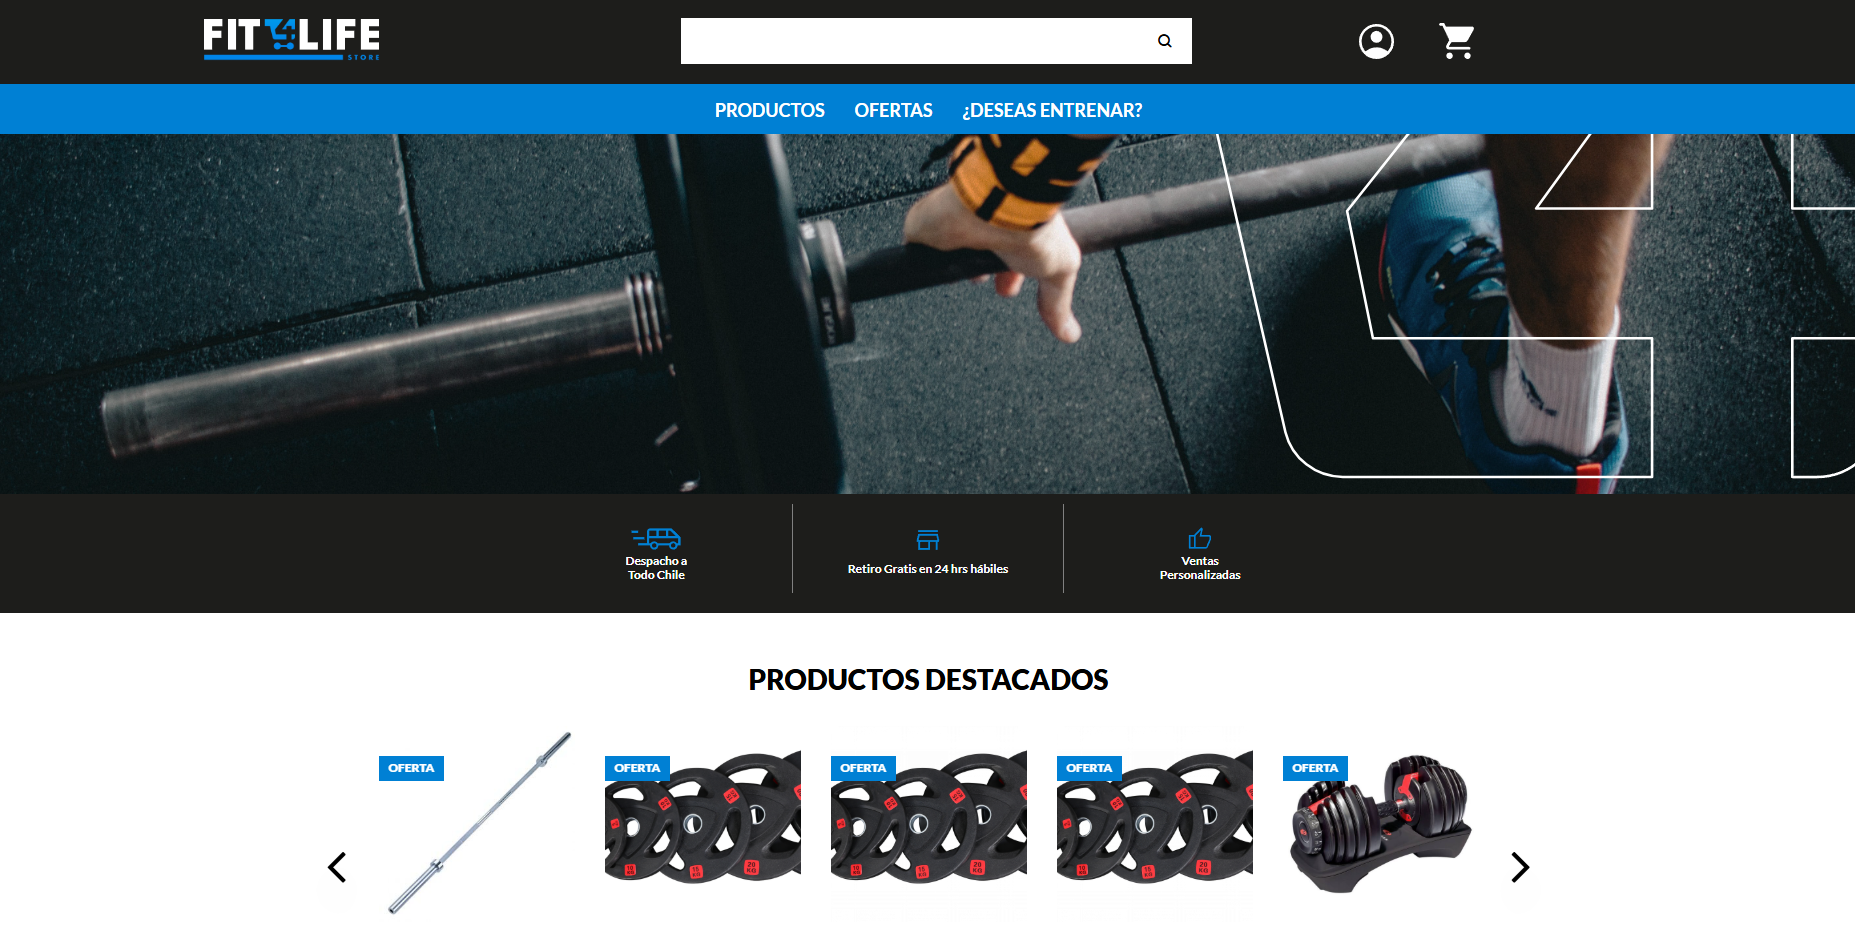 FIT 4 LIFE
STORE
PRODUCTOS OFERTAS ¿DESEAS ENTRENAR?
Despacho a
Todo Chile
Retiro Gratis en 24 hrs hábiles
Ventas
Personalizadas
PRODUCTOS DESTACADOS
OFERTA
OFERTA
OFERTA
OFERTA
OFERTA